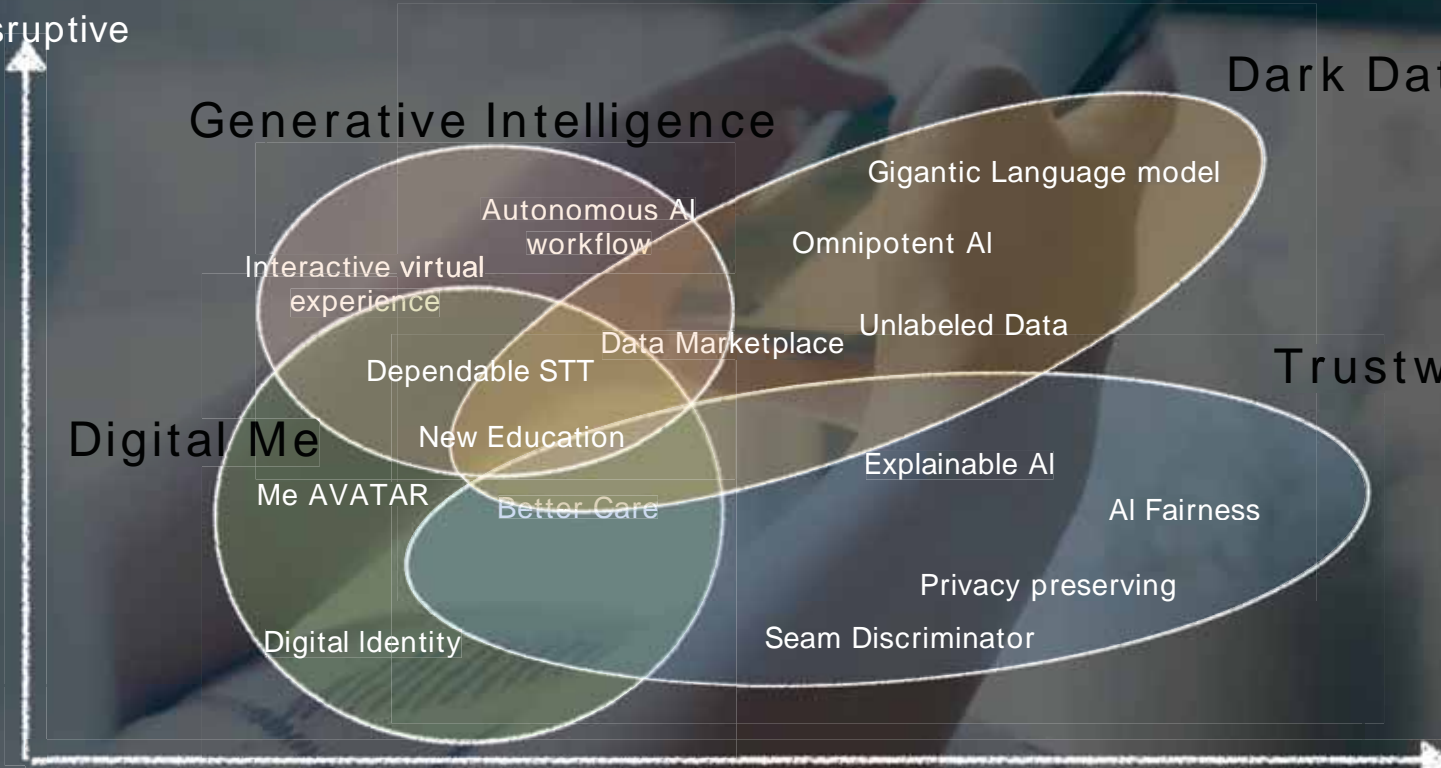 sruptive
Dark Dat
Generative Intelligence
Gigantic Language model
Autonomous AI
workflow
Omnipotent AI
Interactive virtual
experience
Unlabeled Data
Data Marketplace
Dependable STT
Trustw
Digital Me
New Education
Explainable AI
Me AVATAR
Better Care
AI Fairness
Privacy preserving
Seam Discriminator
Digital Identity